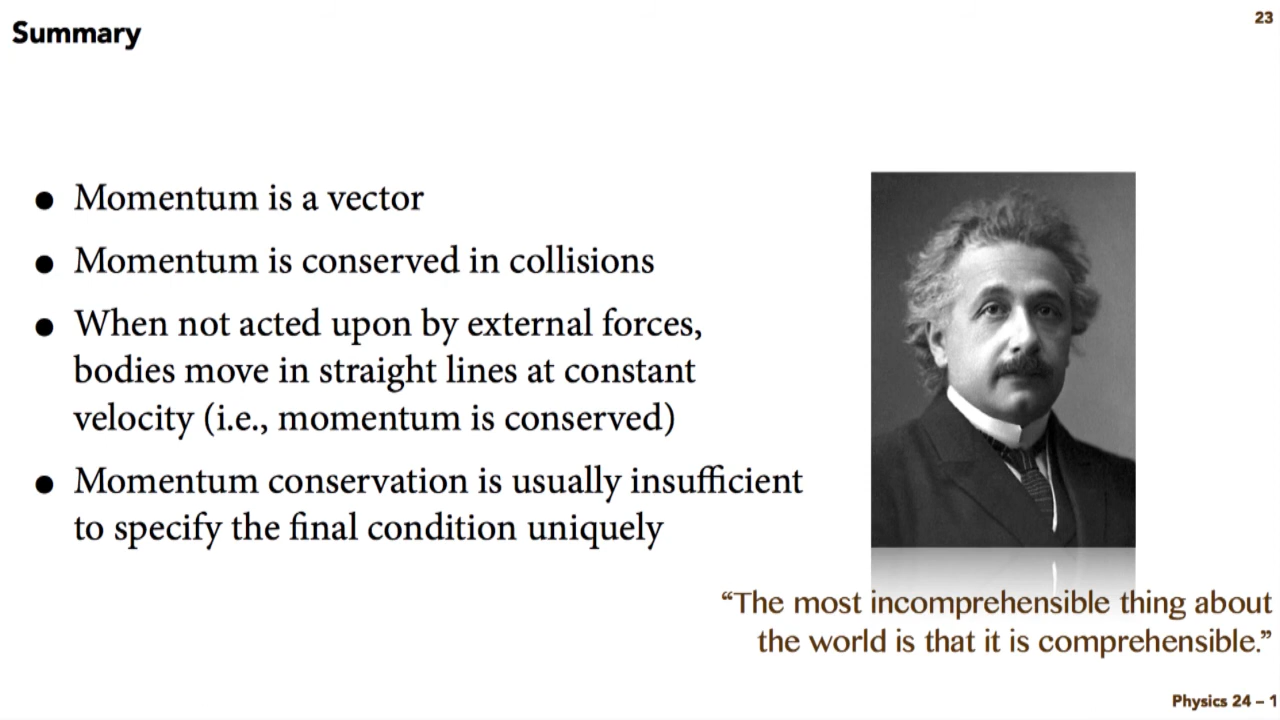 Summary
23
● Momentum is a vector
● Momentum is conserved in collisions
● When not acted upon by external forces,
bodies move in straight lines at constant
velocity (i.e., momentum is conserved)
● Momentum conservation is usually insufficient
to specify the final condition uniquely
“The most incomprehensible thing about
the world is that it is comprehensible.”
Physics 24 – 1